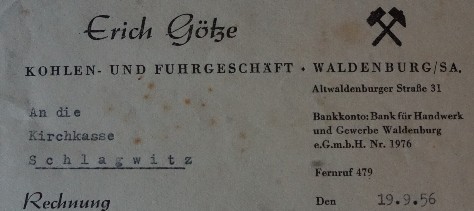 Erich Götze
KOHLEN- UND FUHRGESCHÄFT • WALDENBURG/SA.
Altwaldenburger Straße 31
An die
Kirchkasse
Schlagwitz
Bankkonto: Bank für Handwerk
und Gewerbe Waldenburg
e.G.m.b.H. Nr. 1976
Fernruf 479
Rechnung
Den 19.9.56